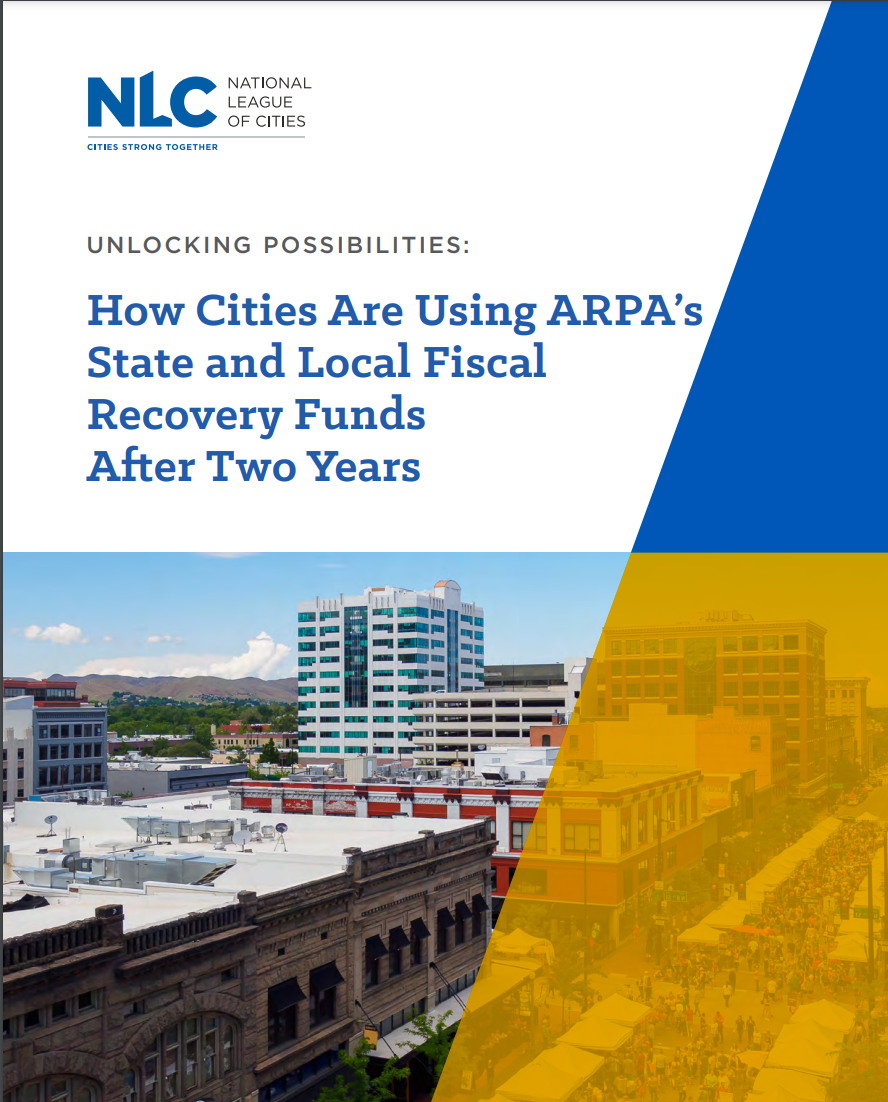 NLC
NATIONAL
LEAGUE
OF CITIES
CITIES STRONG TOGETHER
UNLOCKING POSSIBILITIES:
How Cities Are Using ARPA’s
State and Local Fiscal
Recovery Funds
After Two Years